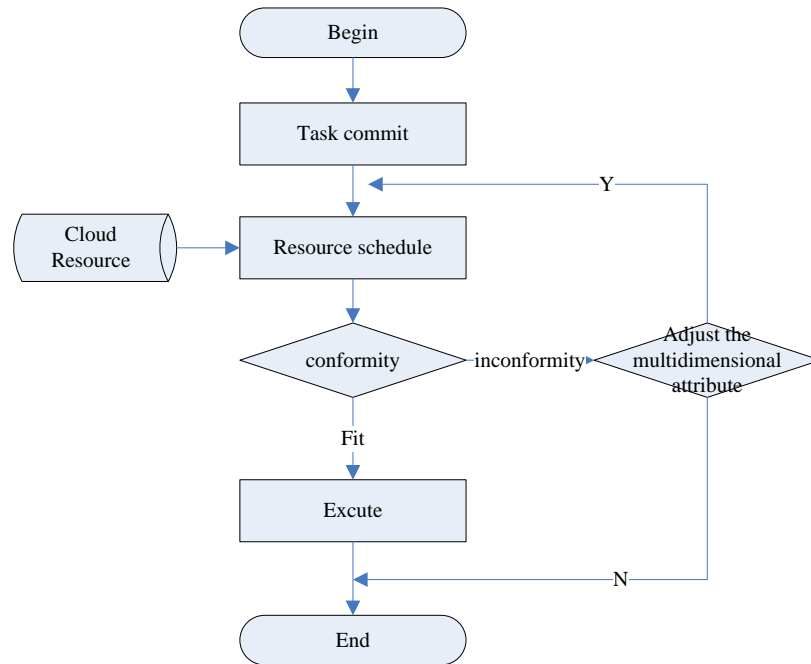 Begin
Task commit
Y
Cloud
Resource
Resource schedule
conformity
inconformity
Adjust the
multidimensional
attribute
Fit
Excute
N
End